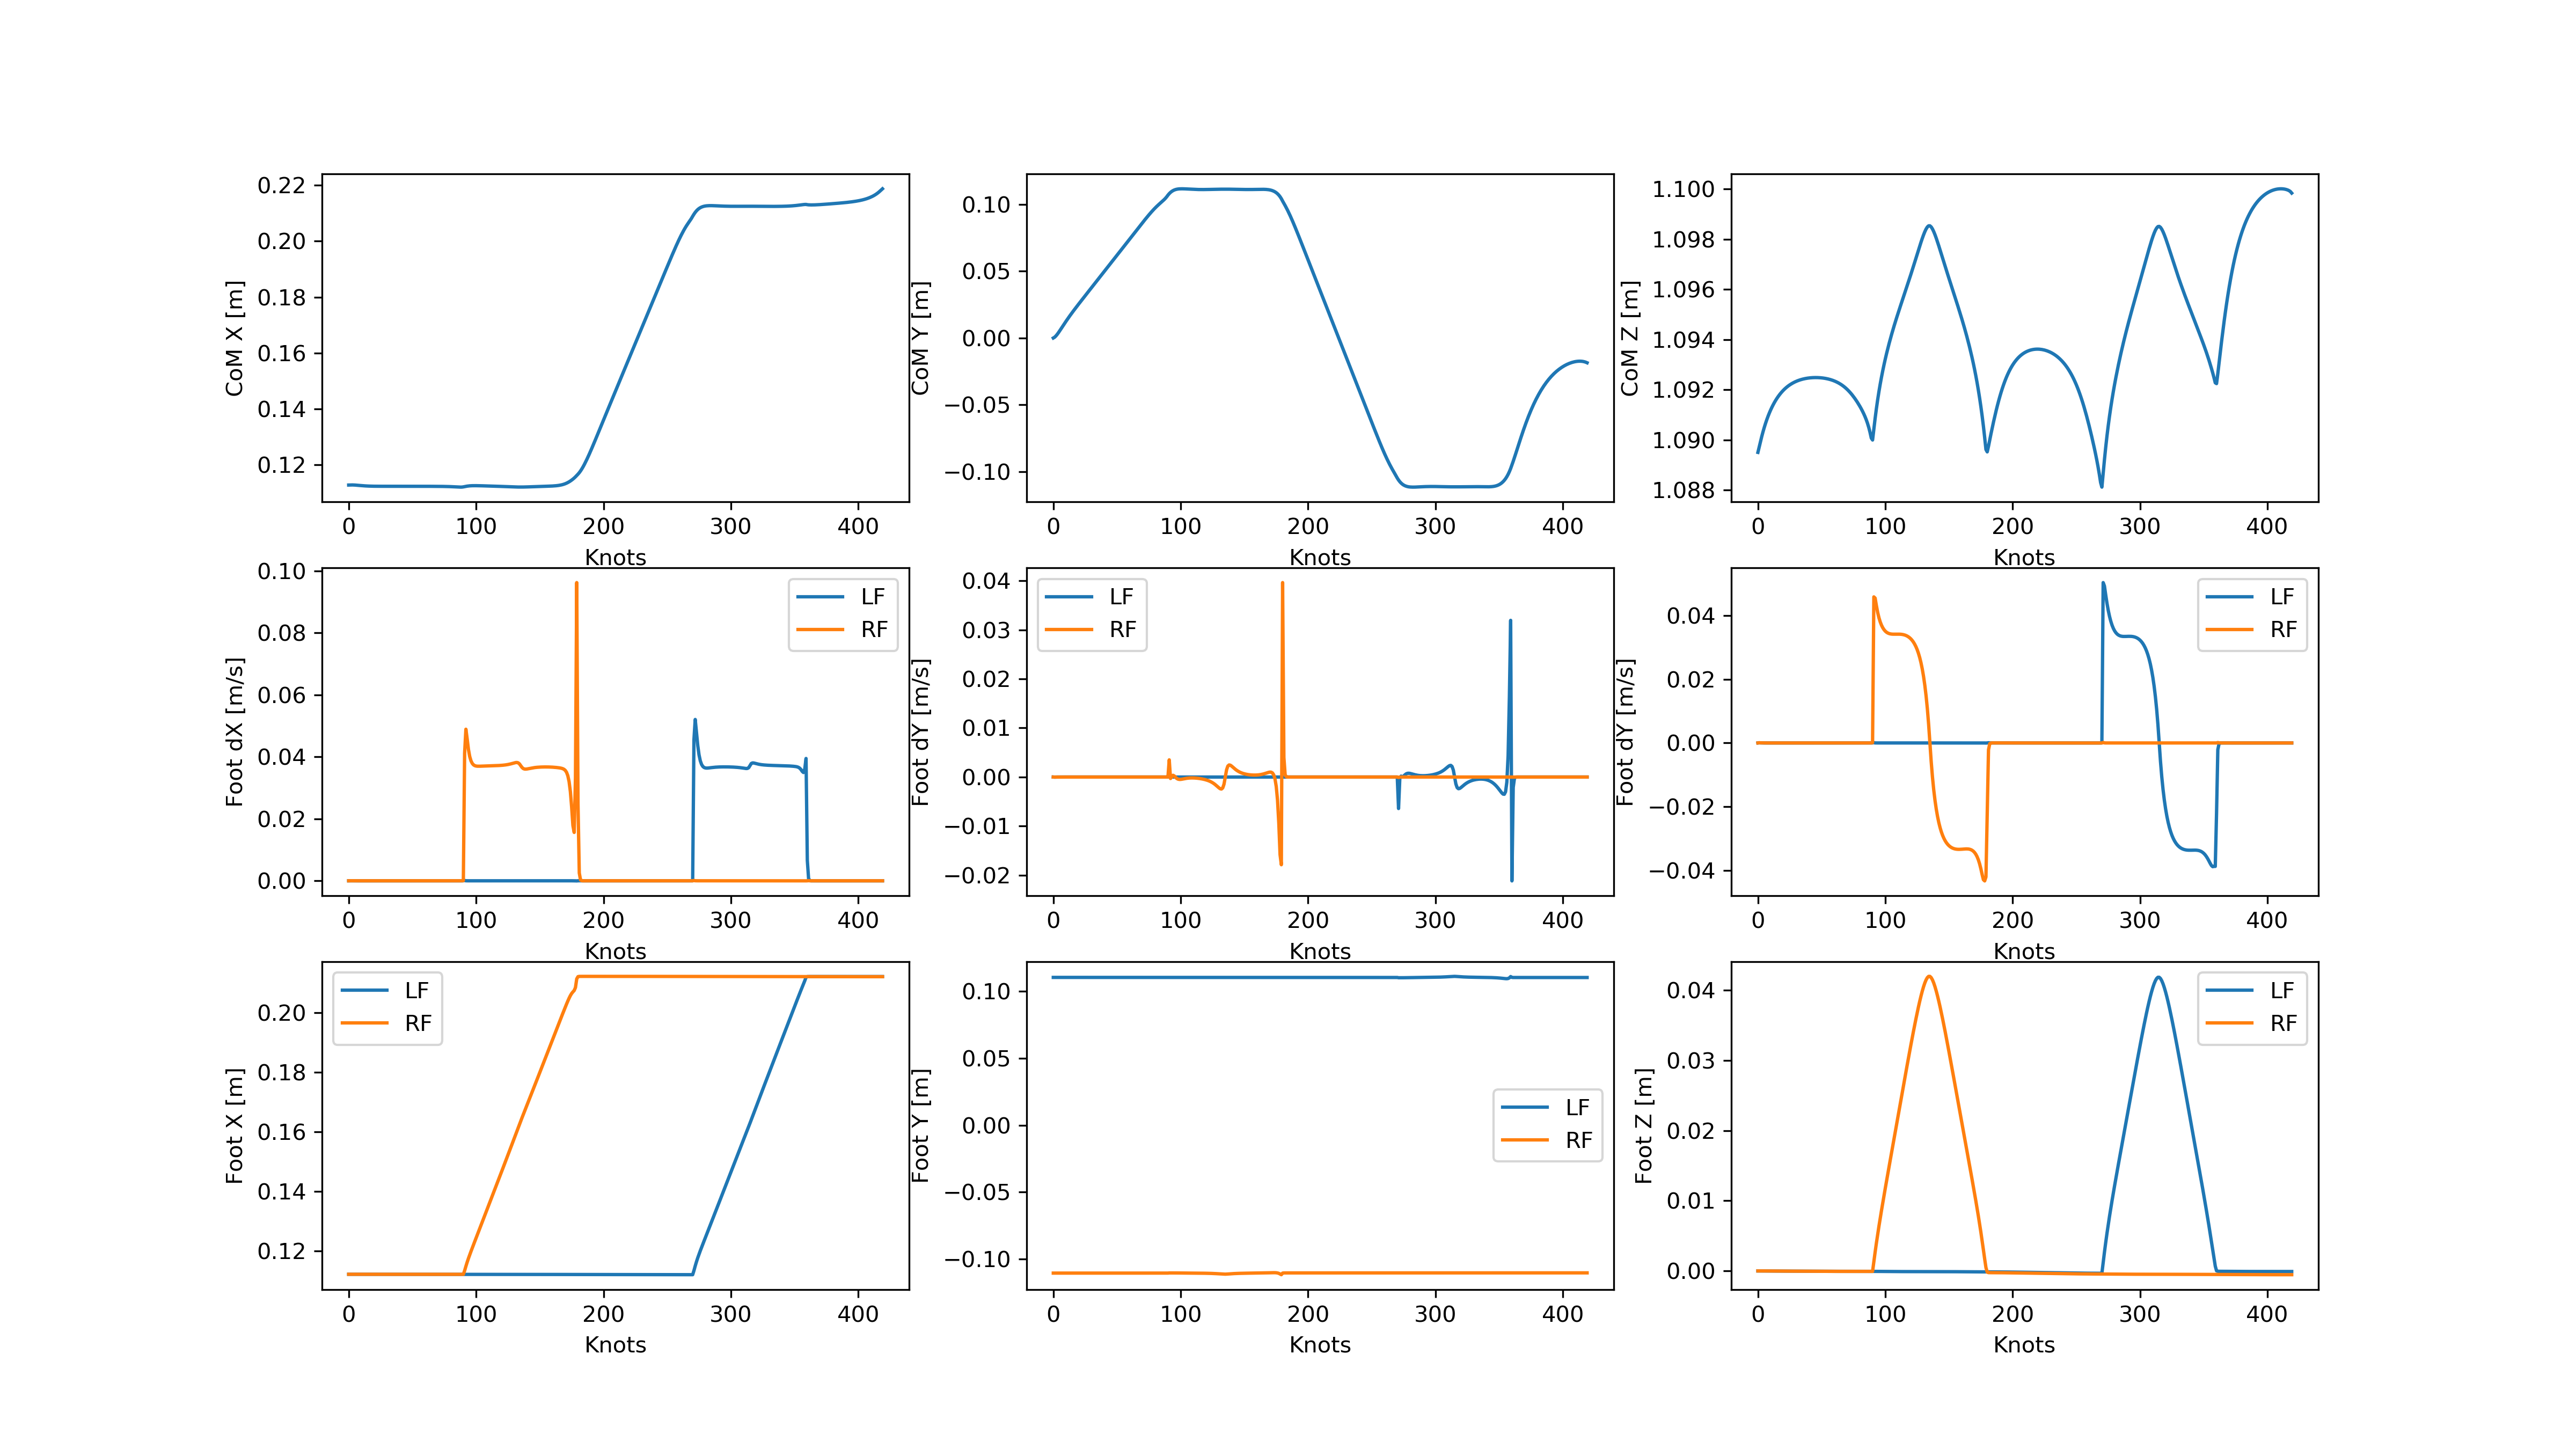 CoM X [m]
0.22
0.20
0.18
0.16
0.14
0.12
0 100 200 300 400
Knots
CoM Y [m]
0.10
0.05
0.00
−0.05
−0.10
0 100 200 300 400
Knots
CoM Z [m]
1.100
1.098
1.096
1.094
1.092
1.090
1.088
0 100 200 300 400
Knots
Foot dX [m/s]
0.10
0.08
0.06
0.04
0.02
0.00
LF
RF
0 100 200 300 400
Knots
Foot dY [m/s]
0.04
0.03
0.02
0.01
0.00
−0.01
−0.02
LF
RF
0 100 200 300 400
Knots
Foot dY [m/s]
0.04
0.02
0.00
−0.02
−0.04
LF
RF
0 100 200 300 400
Knots
Foot X [m]
0.20
0.18
0.16
0.14
0.12
LF
RF
0 100 200 300 400
Knots
Foot Y [m]
0.10
0.05
0.00
−0.05
−0.10
LF
RF
0 100 200 300 400
Knots
Foot Z [m]
0.04
0.03
0.02
0.01
0.00
LF
RF
0 100 200 300 400
Knots